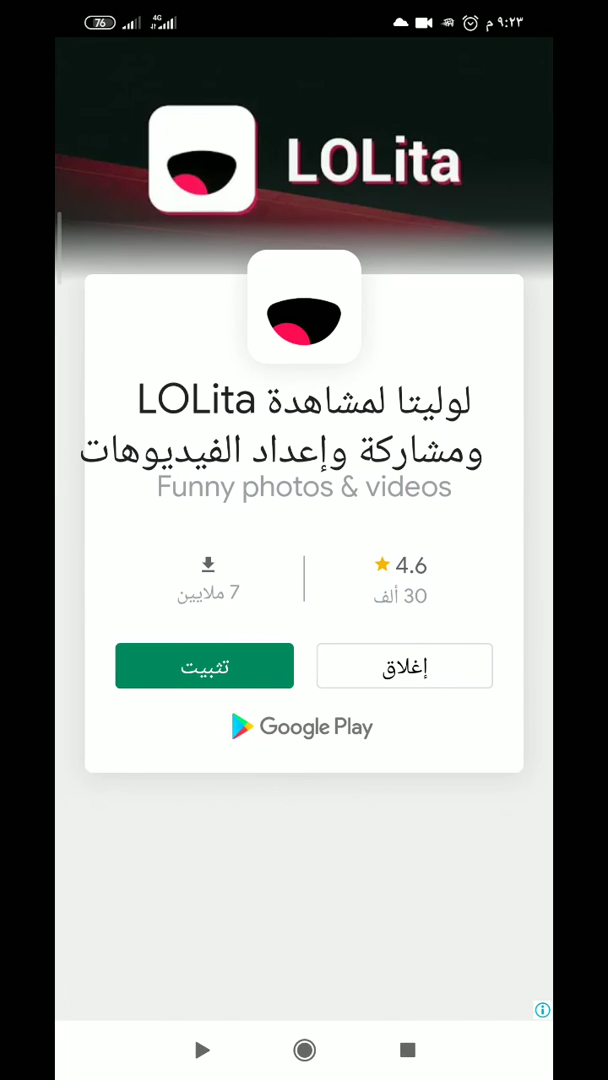 76 4G ٩:٢٣ م
LOLita
لوليتا لمشاهدة LOLita
ومشاركة وإعداد الفيديوهات
Funny photos & videos
4.6
30 ألف
7 ملايين
إغلاق
تثبيت
Google Play